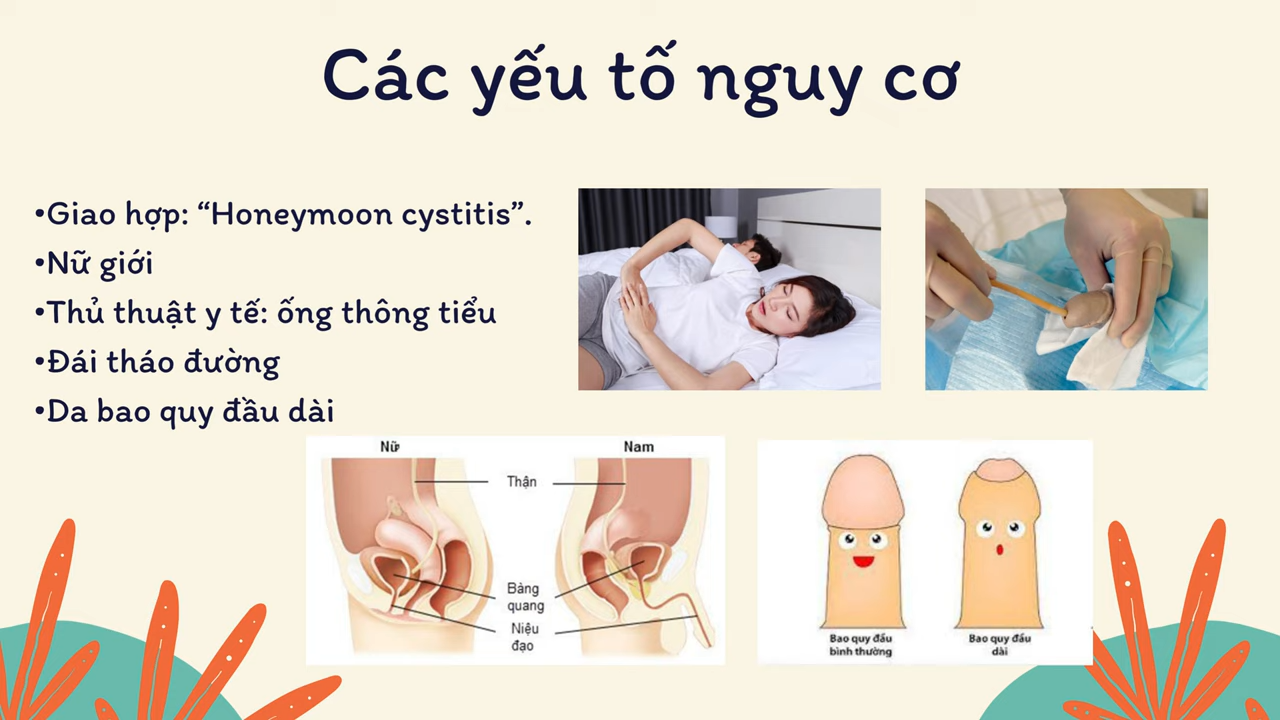 Các yếu tố nguy cơ
•Giao hợp: “Honeymoon cystitis”.
•Nữ giới
•Thủ thuật y tế: ống thông tiểu
•Đái tháo đường
•Da bao quy đầu dài
Nữ
Nam
Thận
Bàng
quang
Niệu
đạo
Bao quy đầu
bình thường
Bao quy đầu
dài